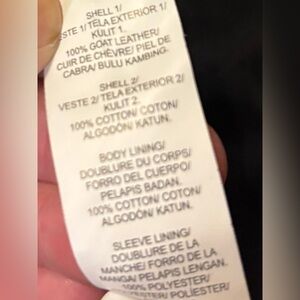 SHELL 1/
VESTE 1/ TELA EXTERIOR 1/
KULIT 1.
100% GOAT LEATHER/
CUIR DE CHÈVRE/ PIEL DE
CABRA/ BULU KAMBING.
SHELL 2/
VESTE 2/ TELA EXTERIOR 2/
KULIT 2.
100% COTTON/ COTON/
ALGODÓN/ KATUN.
BODY LINING/
DOUBLURE DU CORPS/
FORRO DEL CUERPO/
PELAPIS BADAN.
100% COTTON/ COTON/
ALGODÓN/ KATUN.
SLEEVE LINING/
DOUBLURE DE LA
MANCHE/ FORRO DE LA
MANGA/ PELAPIS LENGAN.
100% POLYESTER/
POLYESTER/ POLIÉSTER/